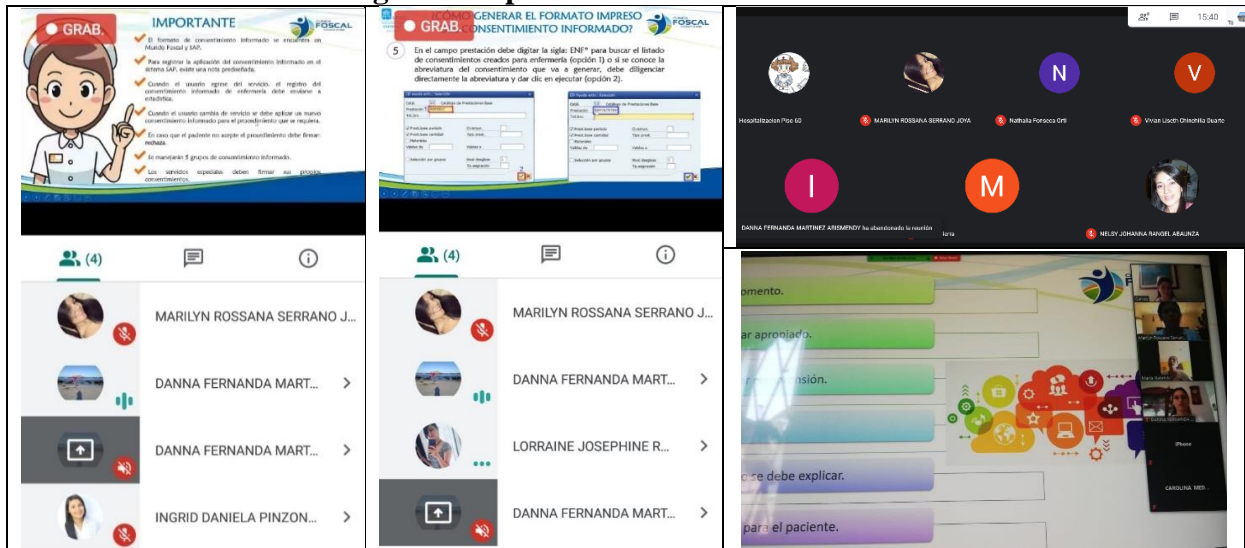 GRAB.
IMPORTANTE
FOSCAL
El formato de consentimiento informado se encuentra en
Mundo Foscal y SAP.
Para registrar la aplicación del consentimiento informado en el
sistema SAP, existe una nota prediseñada.
Cuando el usuario egrese del servicio, el registro del
consentimiento informado de enfermería debe enviarse a
estadística.
Cuando el usuario cambia de servicio se debe aplicar un nuevo
consentimiento informado para el procedimiento que se requiera.
En caso que el paciente no acepte el procedimiento debe firmar:
rechazo.
Se manejarán 5 grupos de consentimiento informado.
Los servicios especiales deben firmar sus propios
consentimientos.
(4)
MARILYN ROSSANA SERRANO J...
DANNA FERNANDA MART...
DANNA FERNANDA MART...
INGRID DANIELA PINZON...
GRAB.
¿CÓMO GENERAR EL FORMATO IMPRESO
CONSENTIMIENTO INFORMADO?
FOSCAL
5
En el campo prestación debe digitar la sigla: ENF* para buscar el listado
de consentimientos creados para enfermería (opción 1) o si se conoce la
abreviatura del consentimiento que va a generar, debe diligenciar
directamente la abreviatura y dar clic en ejecutar (opción 2).
(4)
MARILYN ROSSANA SERRANO J...
DANNA FERNANDA MART...
LORRAINE JOSEPHINE R...
DANNA FERNANDA MART...
15:40
N
V
Hospitalizacion Piso 60
MARILYN ROSSANA SERRANO JOYA
Nathalia Fonseca Orti
Vivian Liseth Chinchilla Duarte
I
M
DANNA FERNANDA MARTINEZ ARISMENDY ha abandonado la reunión
NELSY JOHANNA RANGEL ABAUNZA
omento.
ar apropiado.
nsión.
o se debe explicar.
para el paciente.
iPhone
CAROLINA MED...